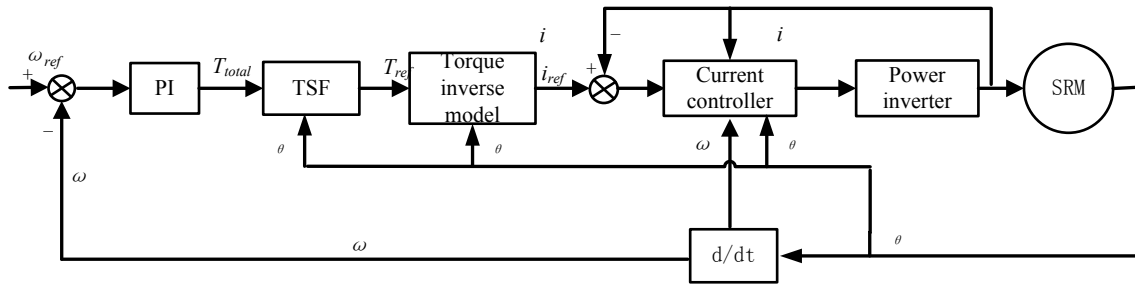 i
i
−
ω_ref
T_total
T_ref
i_ref
+
+
PI
TSF
Torque
inverse
model
Current
controller
Power
inverter
SRM
−
θ
θ
ω
θ
ω
ω
d/dt
θ